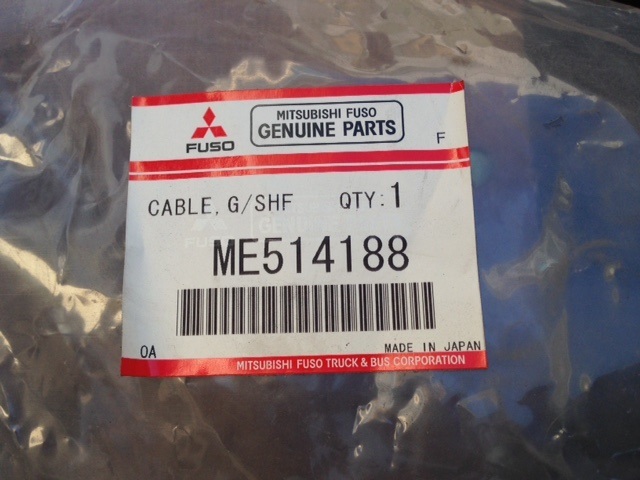 FUSO
MITSUBISHI FUSO
GENUINE PARTS
F
CABLE, G/SHF QTY: 1
ME514188
0A
MADE IN JAPAN
MITSUBISHI FUSO TRUCK & BUS CORPORATION